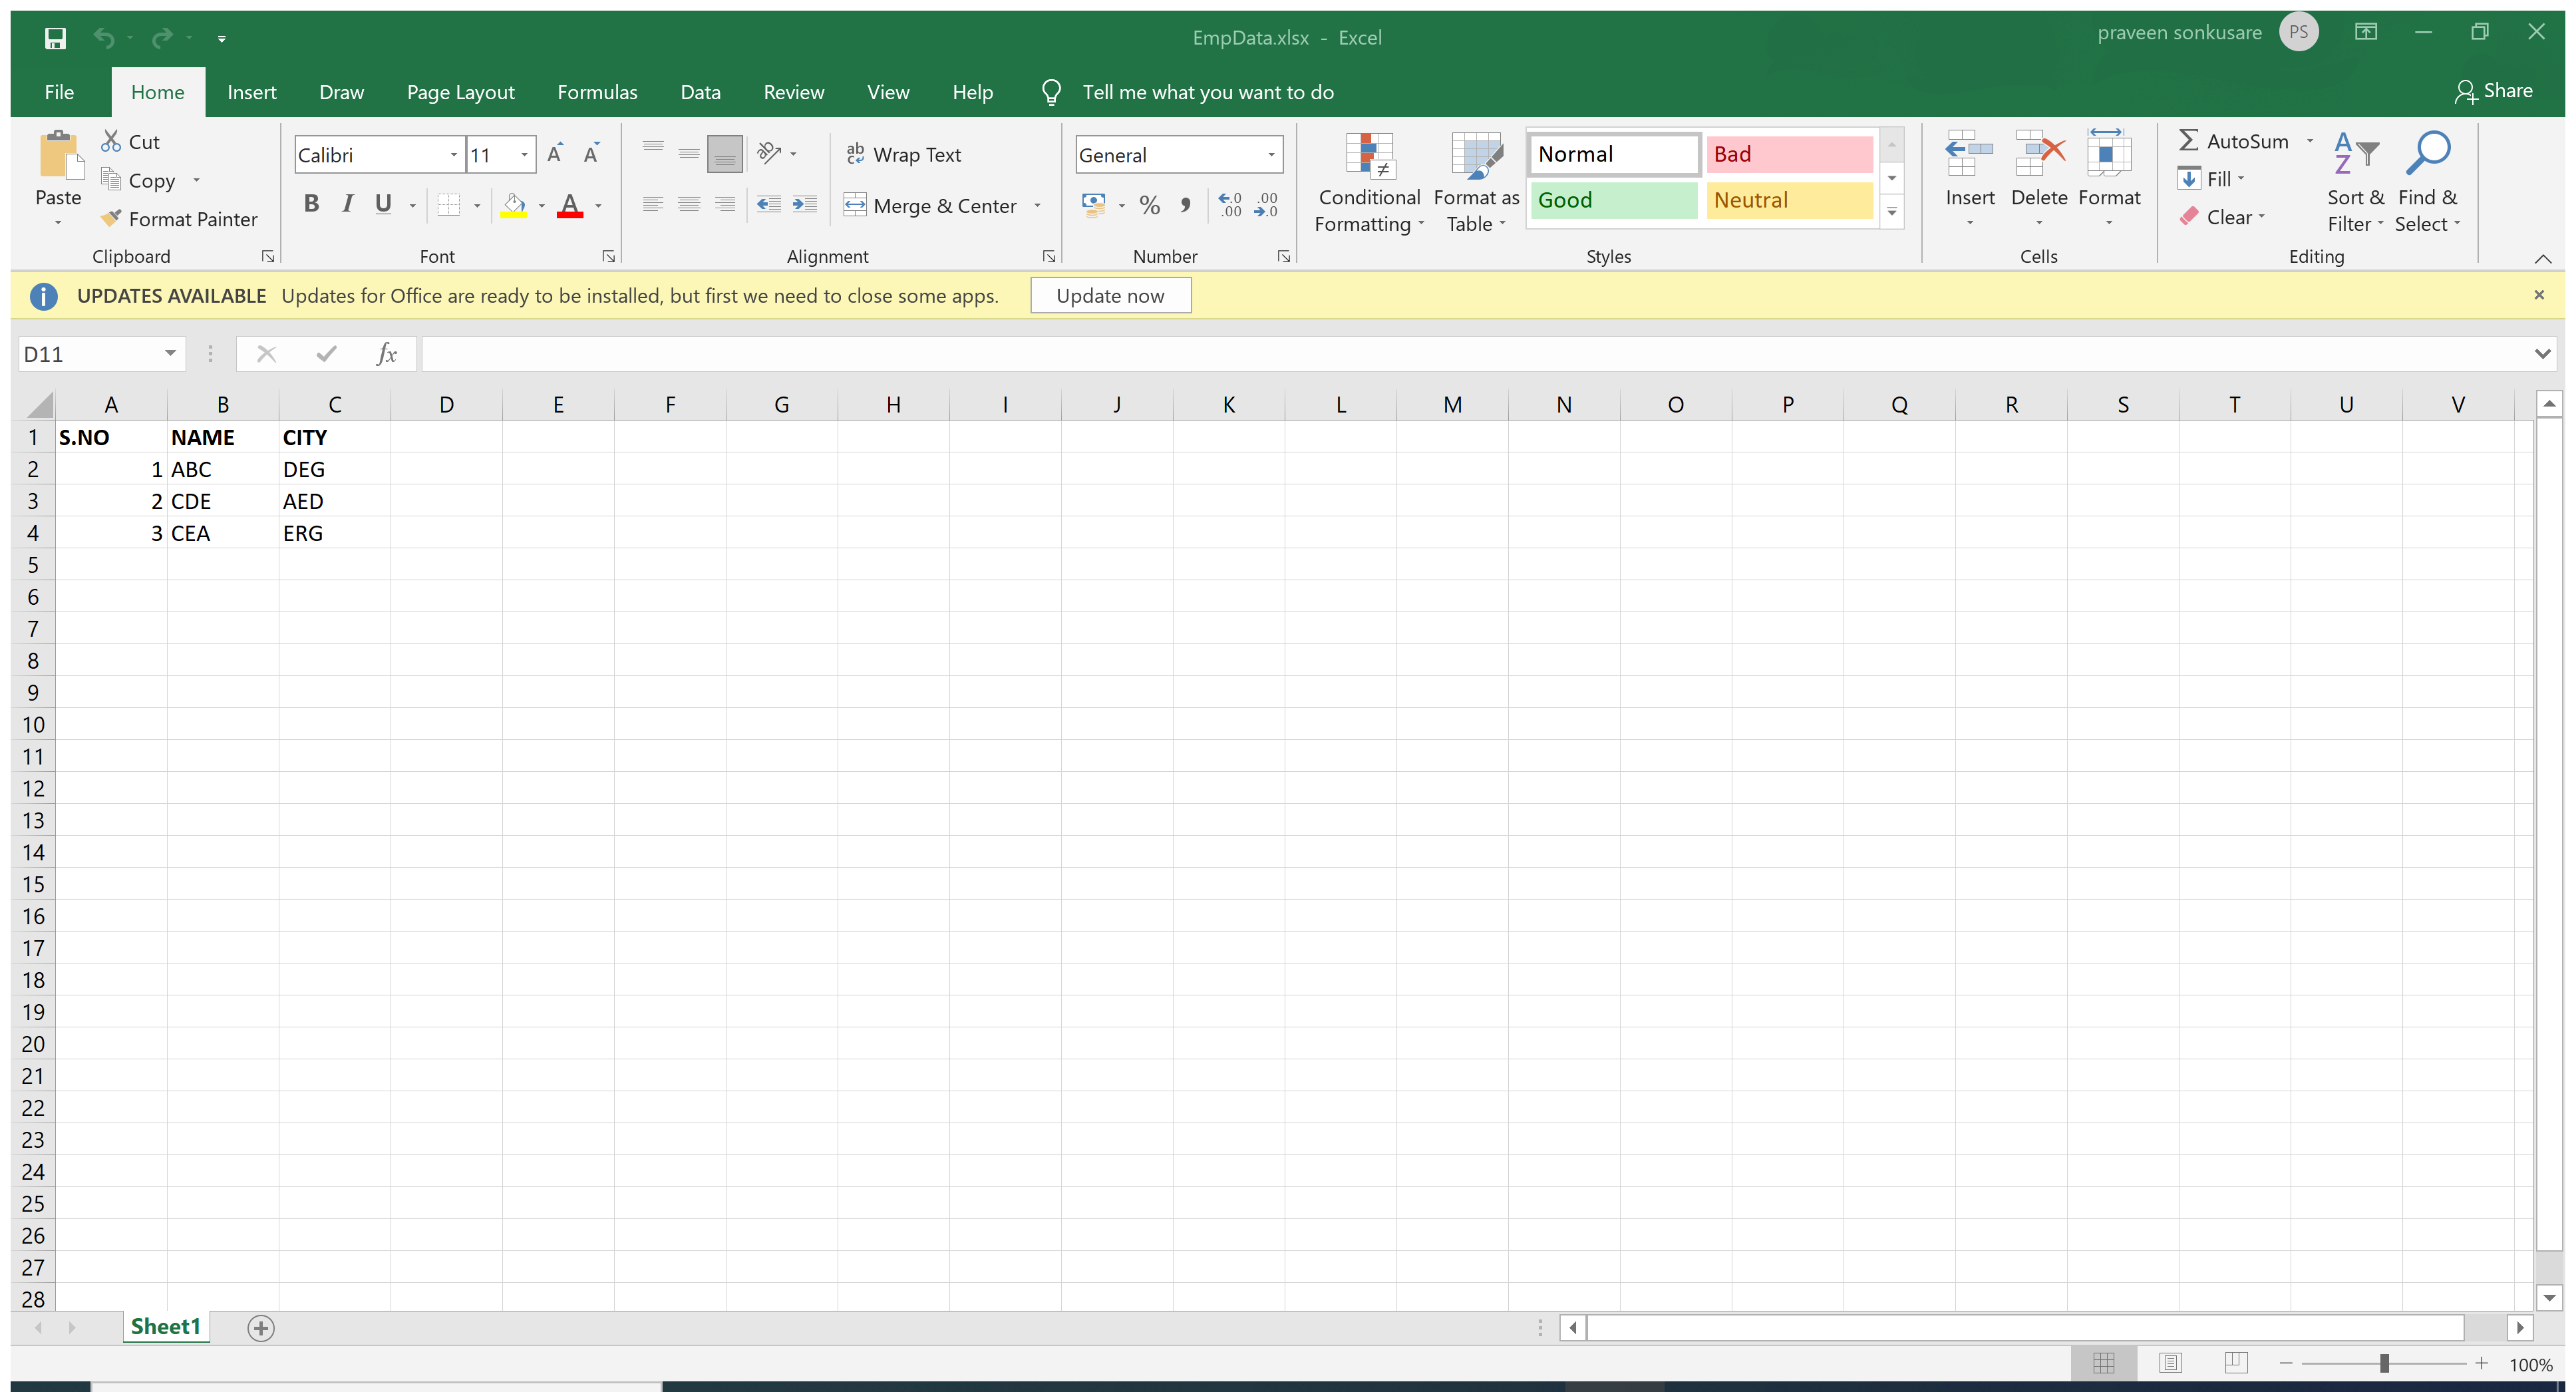 EmpData.xlsx - Excel
praveen sonkusare PS
File Home Insert Draw Page Layout Formulas Data Review View Help Tell me what you want to do Share
Paste
Cut
Copy
Format Painter
Clipboard
Calibri 11
B I U
Font
Wrap Text
Merge & Center
Alignment
General
Number
Conditional Formatting
Format as Table
Normal Bad
Good Neutral
Styles
Insert Delete Format
Cells
AutoSum
Fill
Clear
Sort & Filter
Find & Select
Editing
UPDATES AVAILABLE Updates for Office are ready to be installed, but first we need to close some apps. Update now
D11 fx
A B C D E F G H I J K L M N O P Q R S T U V
1 S.NO NAME CITY
2 1 ABC DEG
3 2 CDE AED
4 3 CEA ERG
5
6
7
8
9
10
11
12
13
14
15
16
17
18
19
20
21
22
23
24
25
26
27
28
Sheet1
100%